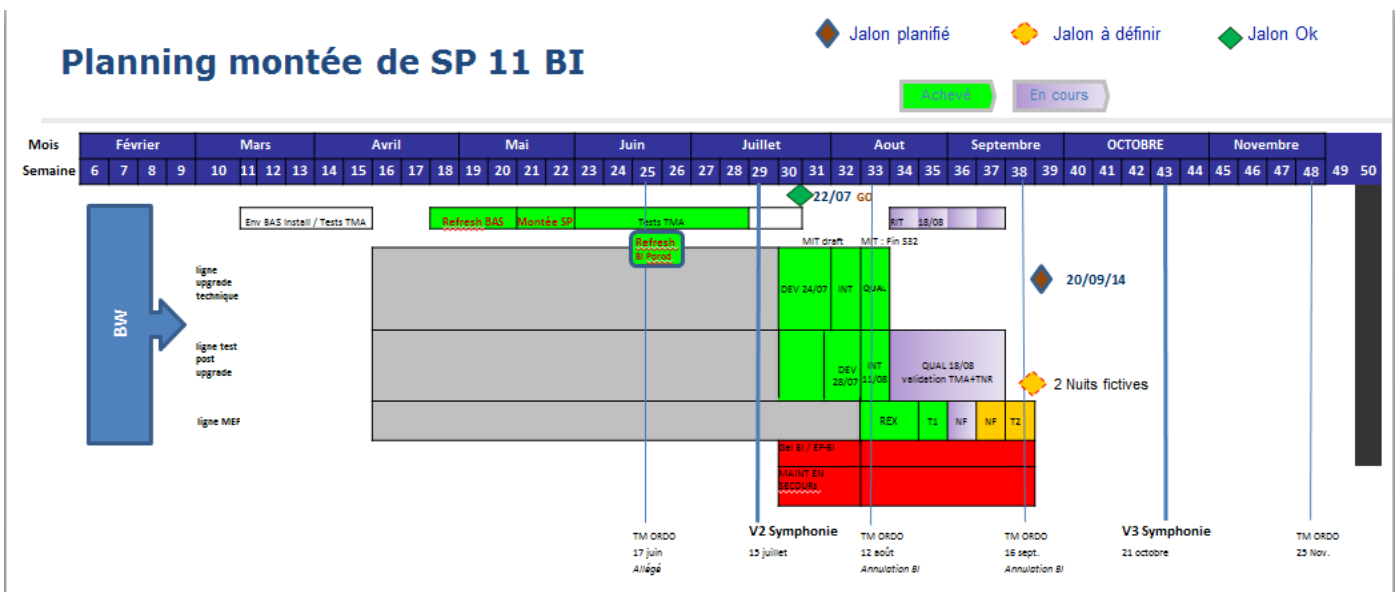 Planning montée de SP 11 BI
Jalon planifié
Jalon à définir
Jalon Ok
Achevé
En cours
Mois Février Mars Avril Mai Juin Juillet Aout Septembre OCTOBRE Novembre
Semaine 6 7 8 9 10 11 12 13 14 15 16 17 18 19 20 21 22 23 24 25 26 27 28 29 30 31 32 33 34 35 36 37 38 39 40 41 42 43 44 45 46 47 48 49 50
22/07 GO
Env BAS Install / Tests TMA
Refresh BAS
Montée SP
Tests TMA
RIT 18/08
Refresh
BI Porod
MIT draft
MIT : Fin S32
BW
ligne
upgrade
technique
DEV 24/07
INT
QUAL
20/09/14
ligne test
post
upgrade
DEV
28/07
INT
11/08
QUAL 18/08
validation TMA+TNR
2 Nuits fictives
ligne MEP
REX
T1
NF
NF
T2
Gel BI / EP-BI
MAINT EN
SECOURs
TM ORDO
17 juin
Allégé
V2 Symphonie
15 juillet
TM ORDO
12 août
Annulation BI
TM ORDO
16 sept.
Annulation BI
V3 Symphonie
21 octobre
TM ORDO
25 Nov.